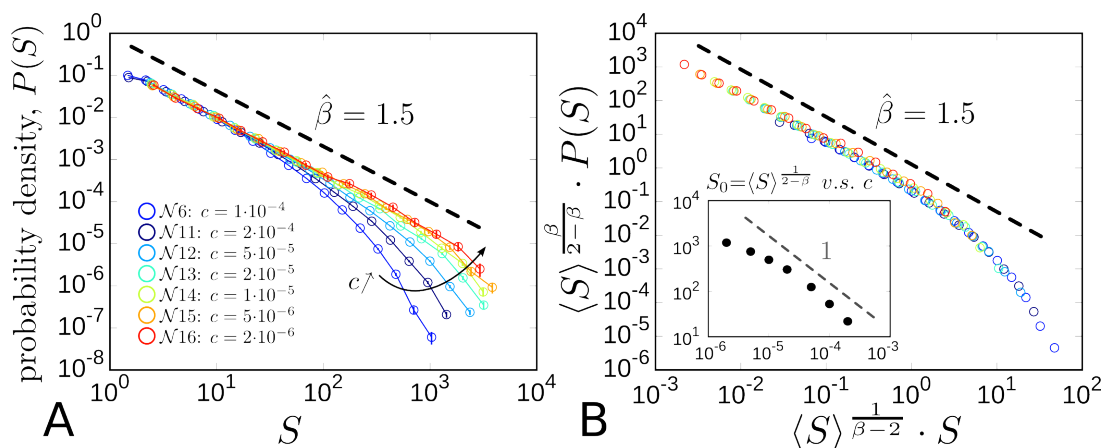 probability density, P(S)
10^0
10^-1
10^-2
10^-3
10^-4
10^-5
10^-6
10^-7
10^-8
β̂ = 1.5
𝒩6: c = 1·10^-4
𝒩11: c = 2·10^-4
𝒩12: c = 5·10^-5
𝒩13: c = 2·10^-5
𝒩14: c = 1·10^-5
𝒩15: c = 5·10^-6
𝒩16: c = 2·10^-6
c↗
10^0 10^1 10^2 10^3 10^4
S
A
⟨S⟩^(β/(2−β)) · P(S)
10^4
10^3
10^2
10^1
10^0
10^-1
10^-2
10^-3
10^-4
10^-5
10^-6
β̂ = 1.5
S_0=⟨S⟩^(1/(2−β)) v.s. c
10^4
10^3
10^2
10^1
1
10^-6 10^-5 10^-4 10^-3
10^-3 10^-2 10^-1 10^0 10^1 10^2
⟨S⟩^(1/(β−2)) · S
B